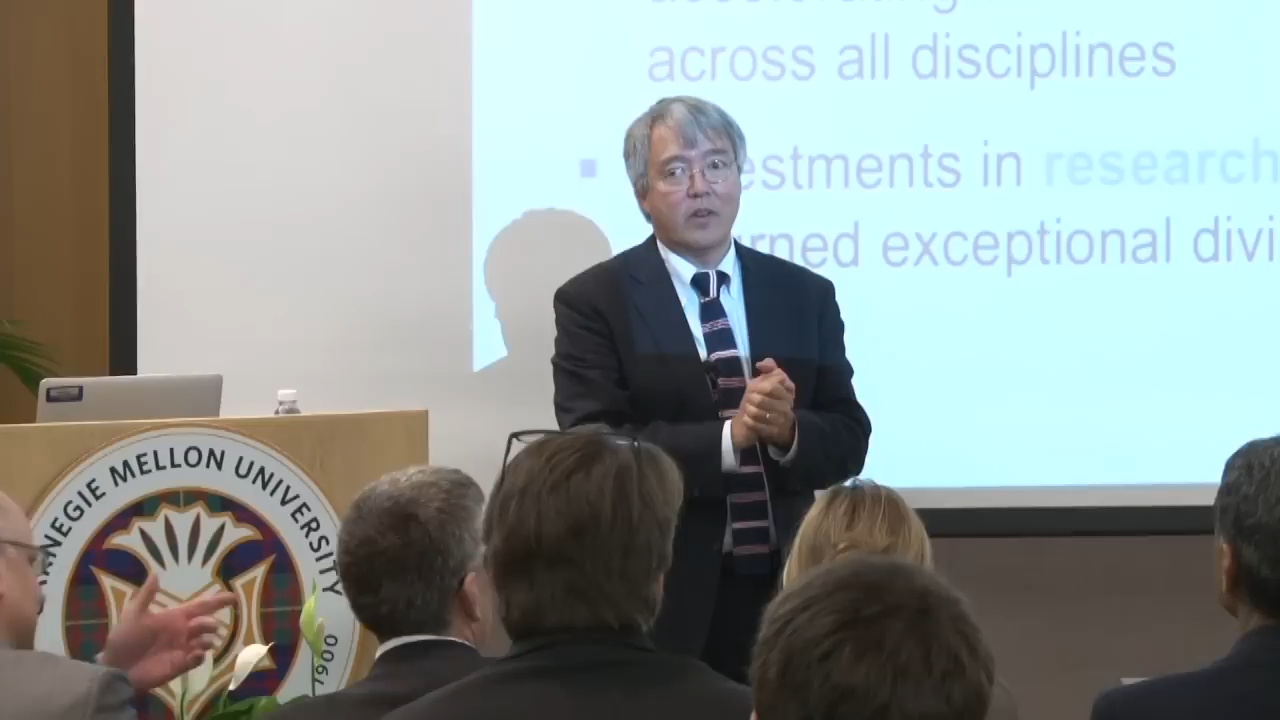 across all disciplines
estments in research
rned exceptional divi
NEGIE MELLON UNIVERSITY
1900